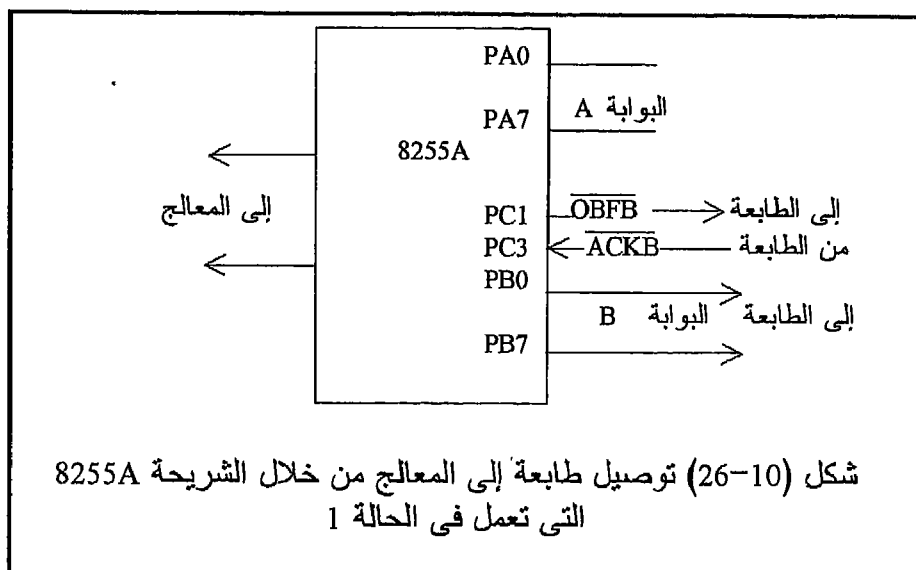 PA0
البوابة A
PA7
8255A
إلى المعالج
PC1 OBFB إلى الطابعة
PC3 ACKB من الطابعة
PB0
إلى الطابعة البوابة B
PB7
شكل (10-26) توصيل طابعة إلى المعالج من خلال الشريحة 8255A
التى تعمل فى الحالة 1